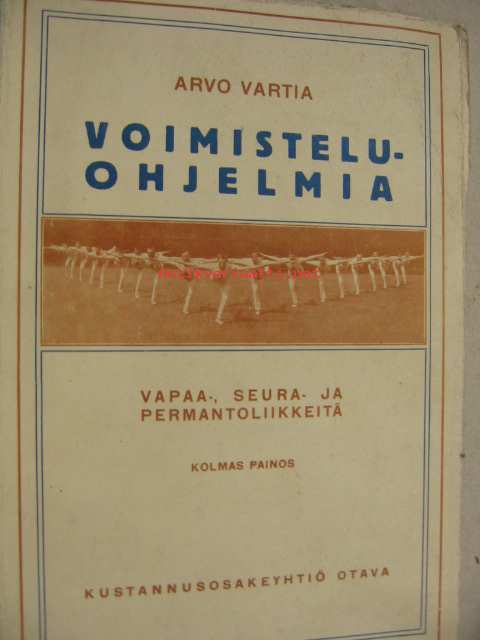 ARVO VARTIA
VOIMISTELU-
OHJELMIA
VAPAA-, SEURA- JA
PERMANTOLIIKKEITÄ
KOLMAS PAINOS
KUSTANNUSOSAKEYHTIÖ OTAVA